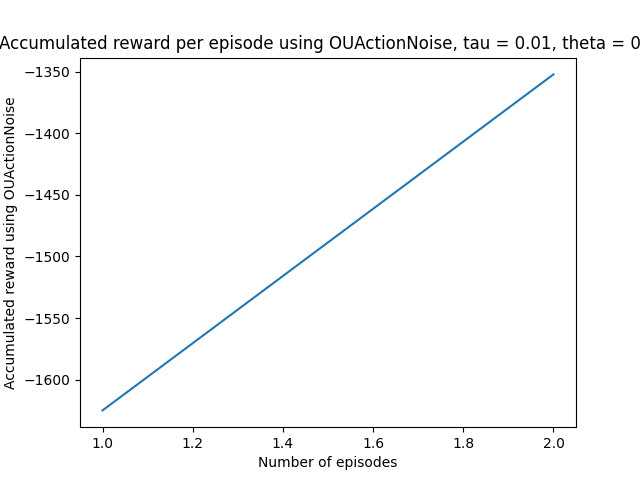 Accumulated reward per episode using OUActionNoise, tau = 0.01, theta = 0
Accumulated reward using OUActionNoise
−1350
−1400
−1450
−1500
−1550
−1600
1.0 1.2 1.4 1.6 1.8 2.0
Number of episodes